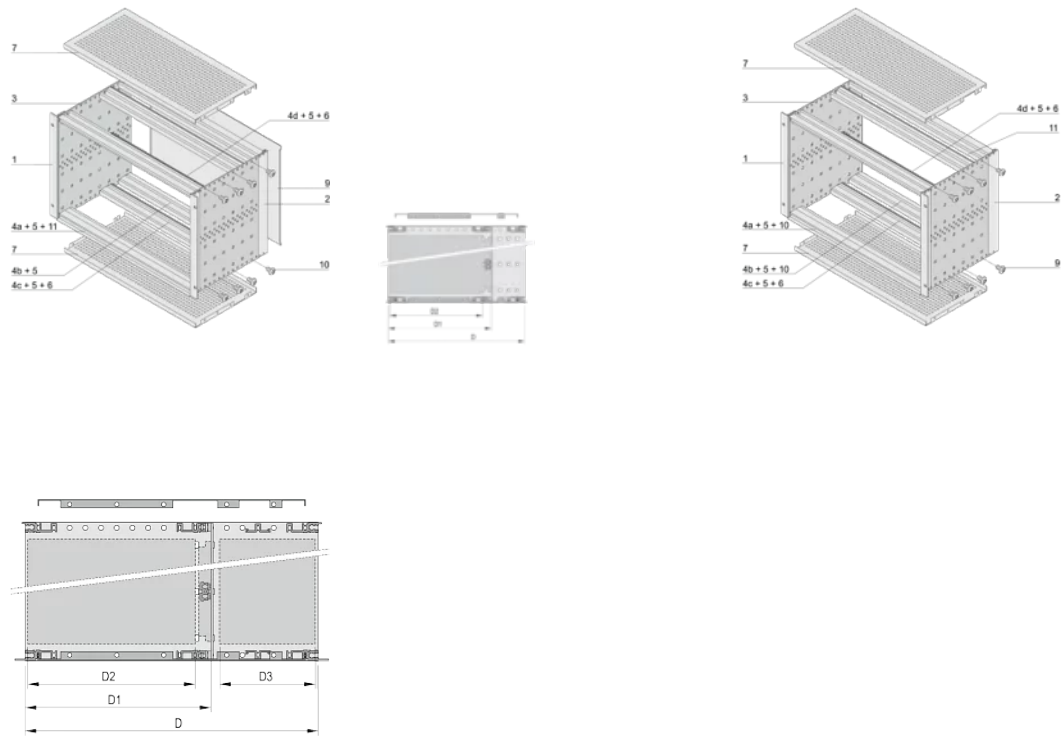 7
3
4d + 5 + 6
1
9
2
4a + 5 + 11
7
10
4b + 5
4c + 5 + 6
D2
D1
D
7
3
4d + 5 + 6
11
1
2
4a + 5 + 10
7
9
4b + 5 + 10
4c + 5 + 6
D2
D3
D1
D